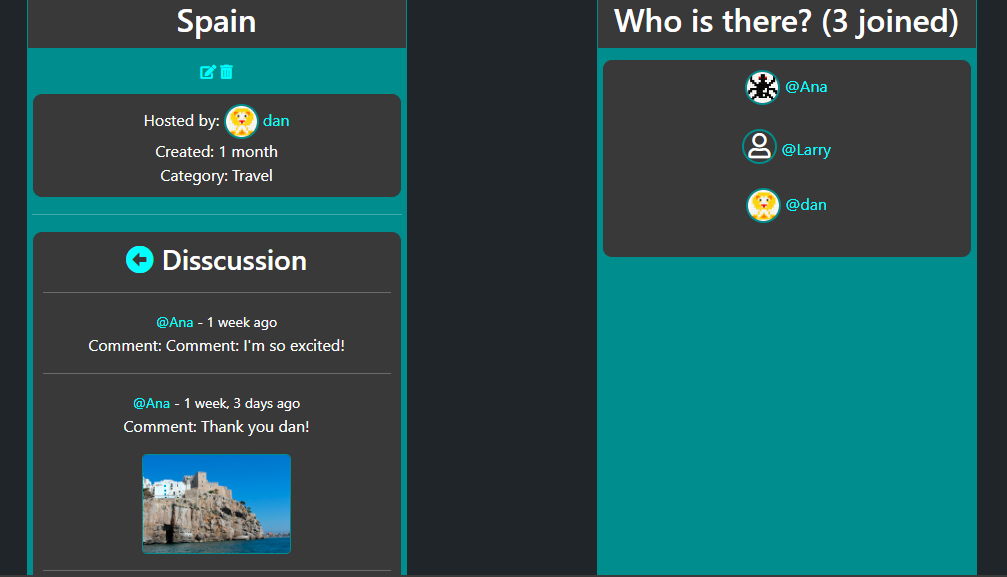 Spain
Hosted by: dan
Created: 1 month
Category: Travel
Disscussion
@Ana - 1 week ago
Comment: Comment: I'm so excited!
@Ana - 1 week, 3 days ago
Comment: Thank you dan!
Who is there? (3 joined)
@Ana
@Larry
@dan